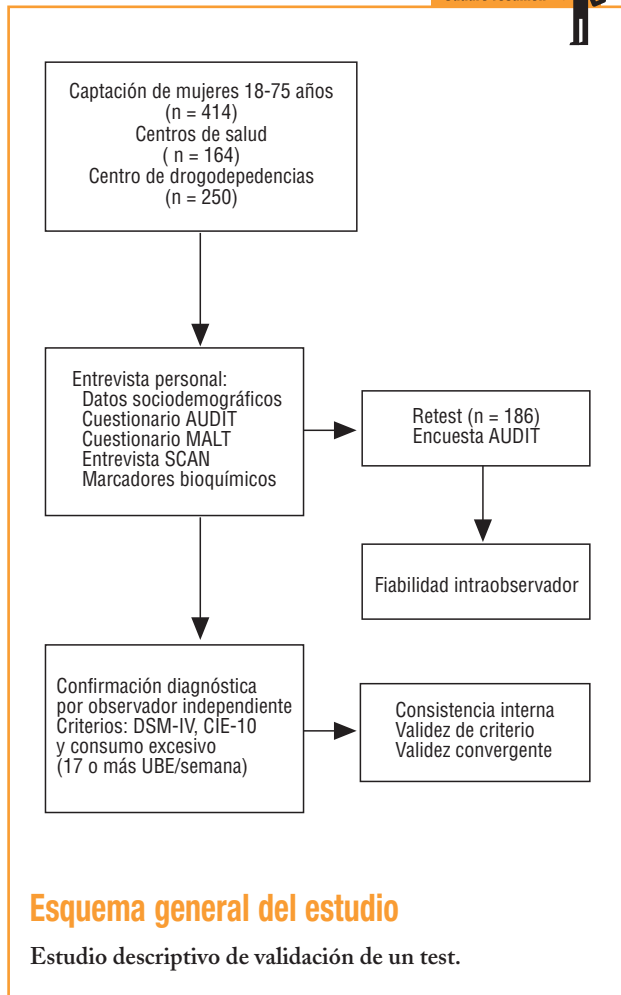 Captación de mujeres 18-75 años
(n = 414)
Centros de salud
( n = 164)
Centro de drogodepedencias
(n = 250)
Entrevista personal:
Datos sociodemográficos
Cuestionario AUDIT
Cuestionario MALT
Entrevista SCAN
Marcadores bioquímicos
Retest (n = 186)
Encuesta AUDIT
Fiabilidad intraobservador
Confirmación diagnóstica
por observador independiente
Criterios: DSM-IV, CIE-10
y consumo excesivo
(17 o más UBE/semana)
Consistencia interna
Validez de criterio
Validez convergente
Esquema general del estudio
Estudio descriptivo de validación de un test.